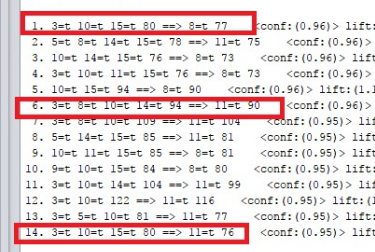 1. 3=t 10=t 15=t 80 ==> 8=t 77 <conf:(0.96)> lift:
2. 5=t 8=t 14=t 15=t 78 ==> 11=t 75 <conf:(0.96)>
3. 10=t 14=t 15=t 76 ==> 8=t 73 <conf:(0.96)> lif
4. 3=t 10=t 11=t 15=t 76 ==> 8=t 73 <conf:(0.96)>
5. 10=t 15=t 94 ==> 8=t 90 <conf:(0.96)> lift:(1.1
6. 3=t 8=t 10=t 14=t 94 ==> 11=t 90 <conf:(0.96)>
7. 3=t 8=t 10=t 109 ==> 11=t 104 <conf:(0.95)> lif
8. 5=t 14=t 15=t 85 ==> 11=t 81 <conf:(0.95)> lift
9. 10=t 11=t 15=t 85 ==> 8=t 81 <conf:(0.95)> lift
10. 9=t 10=t 15=t 84 ==> 8=t 80 <conf:(0.95)> lift:
11. 3=t 10=t 14=t 104 ==> 11=t 99 <conf:(0.95)> lif
12. 3=t 10=t 122 ==> 11=t 116 <conf:(0.95)> lift:(
13. 3=t 5=t 10=t 81 ==> 11=t 77 <conf:(0.95)> lift:
14. 3=t 10=t 15=t 80 ==> 11=t 76 <conf:(0.95)> lift